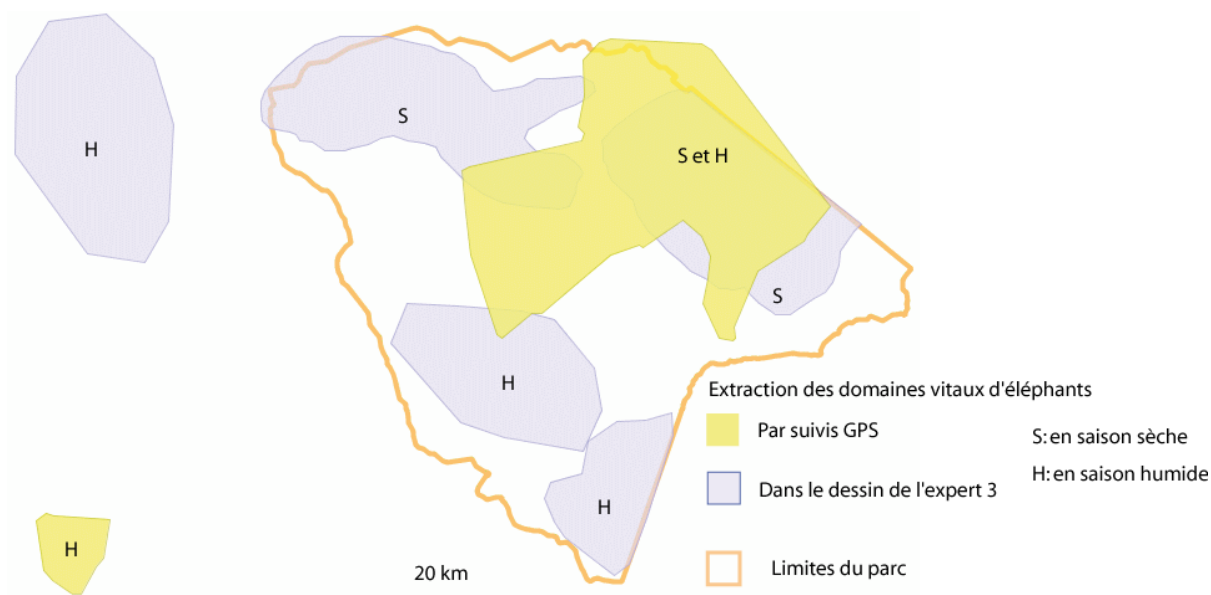 H
S
S et H
S
H
H
H
20 km
Extraction des domaines vitaux d'éléphants
Par suivis GPS
S: en saison sèche
Dans le dessin de l'expert 3
H: en saison humide
Limites du parc